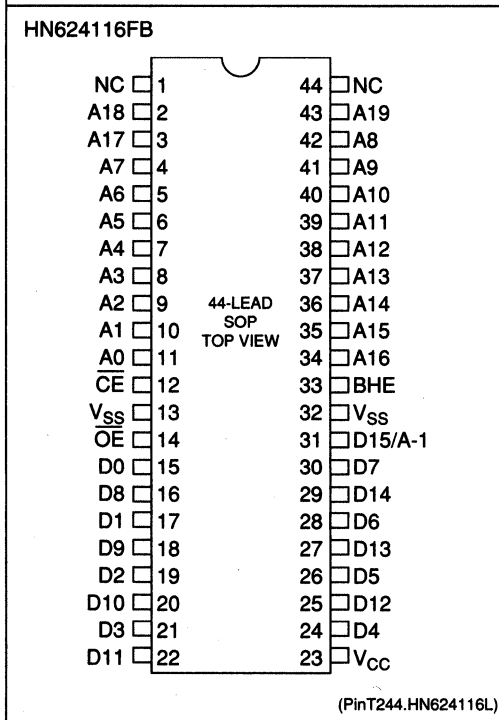 HN624116FB
NC 1 44 NC
A18 2 43 A19
A17 3 42 A8
A7 4 41 A9
A6 5 40 A10
A5 6 39 A11
A4 7 38 A12
A3 8 37 A13
A2 9 44-LEAD 36 A14
SOP
A1 10 TOP VIEW 35 A15
A0 11 34 A16
C̅E̅ 12 33 BHE
VSS 13 32 VSS
O̅E̅ 14 31 D15/A-1
D0 15 30 D7
D8 16 29 D14
D1 17 28 D6
D9 18 27 D13
D2 19 26 D5
D10 20 25 D12
D3 21 24 D4
D11 22 23 VCC
(PinT244.HN624116L)